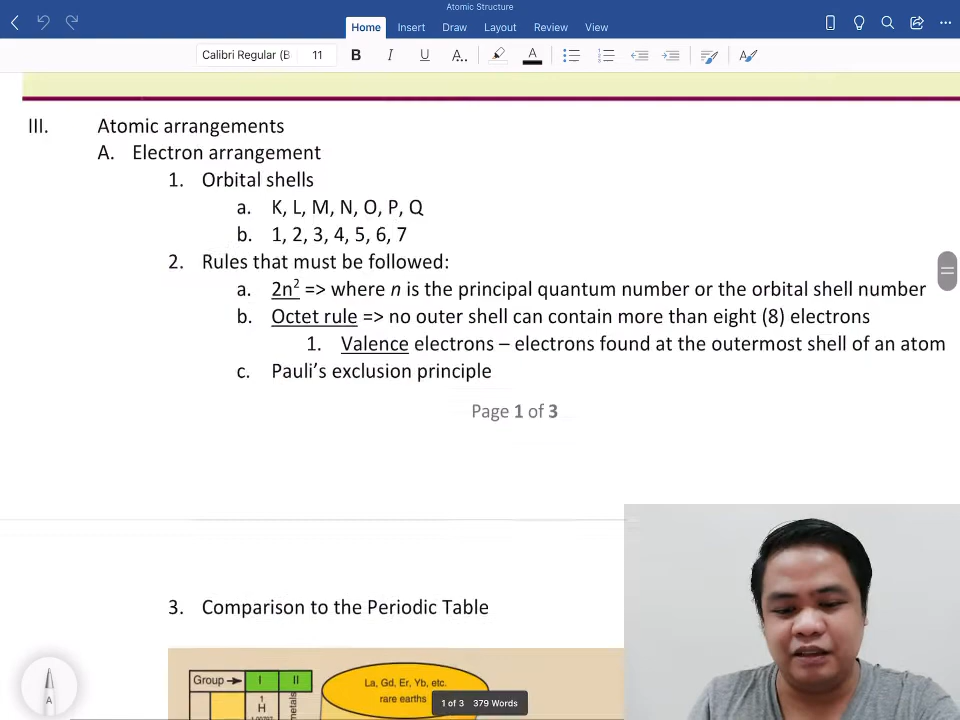 Atomic Structure
Home Insert Draw Layout Review View
Calibri Regular (B 11 B I U A.. A
III. Atomic arrangements
A. Electron arrangement
1. Orbital shells
a. K, L, M, N, O, P, Q
b. 1, 2, 3, 4, 5, 6, 7
2. Rules that must be followed:
a. 2n² => where n is the principal quantum number or the orbital shell number
b. Octet rule => no outer shell can contain more than eight (8) electrons
1. Valence electrons – electrons found at the outermost shell of an atom
c. Pauli’s exclusion principle
Page 1 of 3
3. Comparison to the Periodic Table
Group I II
La, Gd, Er, Yb, etc.
rare earths
1
H
1.00797
metals
1 of 3 379 Words
A